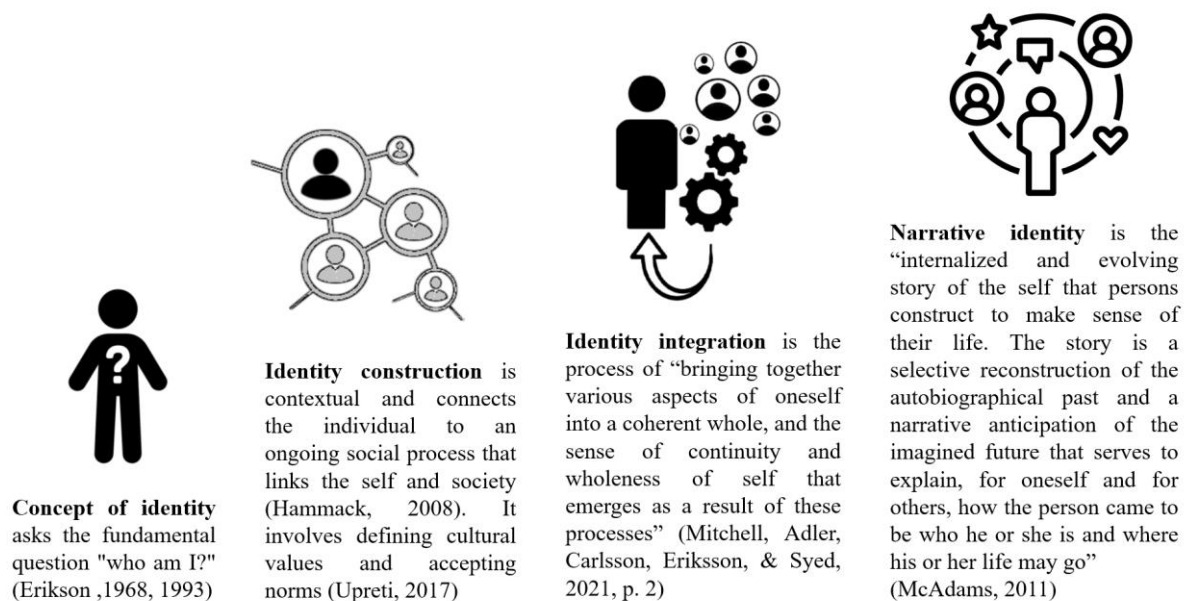 ?
Concept of identity
asks the fundamental
question "who am I?"
(Erikson ,1968, 1993)
Identity construction is
contextual and connects
the individual to an
ongoing social process that
links the self and society
(Hammack, 2008). It
involves defining cultural
values and accepting
norms (Upreti, 2017)
Identity integration is the
process of “bringing together
various aspects of oneself
into a coherent whole, and the
sense of continuity and
wholeness of self that
emerges as a result of these
processes” (Mitchell, Adler,
Carlsson, Eriksson, & Syed,
2021, p. 2)
Narrative identity is the
“internalized and evolving
story of the self that persons
construct to make sense of
their life. The story is a
selective reconstruction of the
autobiographical past and a
narrative anticipation of the
imagined future that serves to
explain, for oneself and for
others, how the person came to
be who he or she is and where
his or her life may go”
(McAdams, 2011)